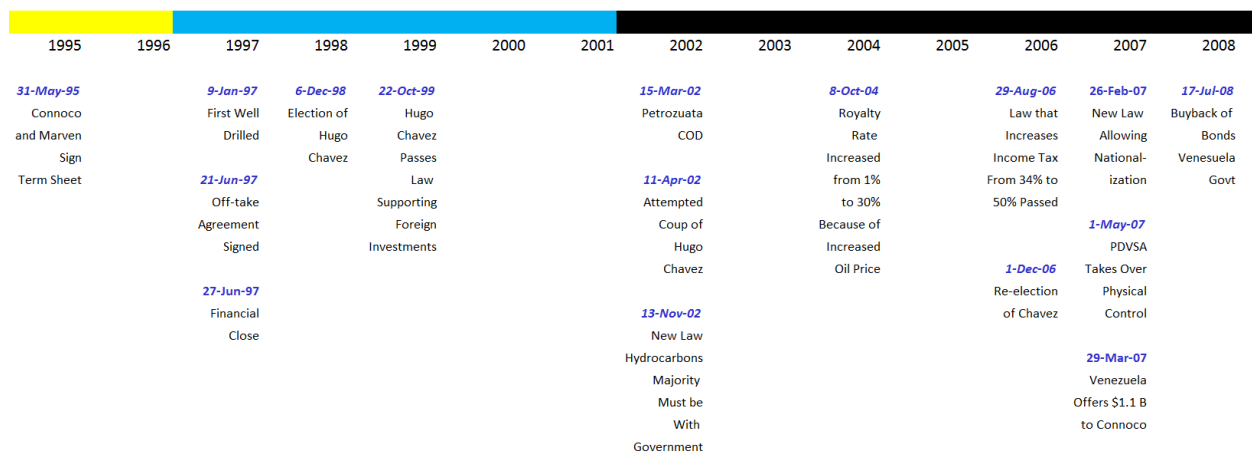 1995 1996 1997 1998 1999 2000 2001 2002 2003 2004 2005 2006 2007 2008
31-May-95
Connoco
and Marven
Sign
Term Sheet
9-Jan-97
First Well
Drilled
21-Jun-97
Off-take
Agreement
Signed
27-Jun-97
Financial
Close
6-Dec-98
Election of
Hugo
Chavez
22-Oct-99
Hugo
Chavez
Passes
Law
Supporting
Foreign
Investments
15-Mar-02
Petrozuata
COD
11-Apr-02
Attempted
Coup of
Hugo
Chavez
13-Nov-02
New Law
Hydrocarbons
Majority
Must be
With
Government
8-Oct-04
Royalty
Rate
Increased
from 1%
to 30%
Because of
Increased
Oil Price
29-Aug-06
Law that
Increases
Income Tax
From 34% to
50% Passed
1-Dec-06
Re-election
of Chavez
26-Feb-07
New Law
Allowing
National-
ization
1-May-07
PDVSA
Takes Over
Physical
Control
29-Mar-07
Venezuela
Offers $1.1 B
to Connoco
17-Jul-08
Buyback of
Bonds
Venesuela
Govt